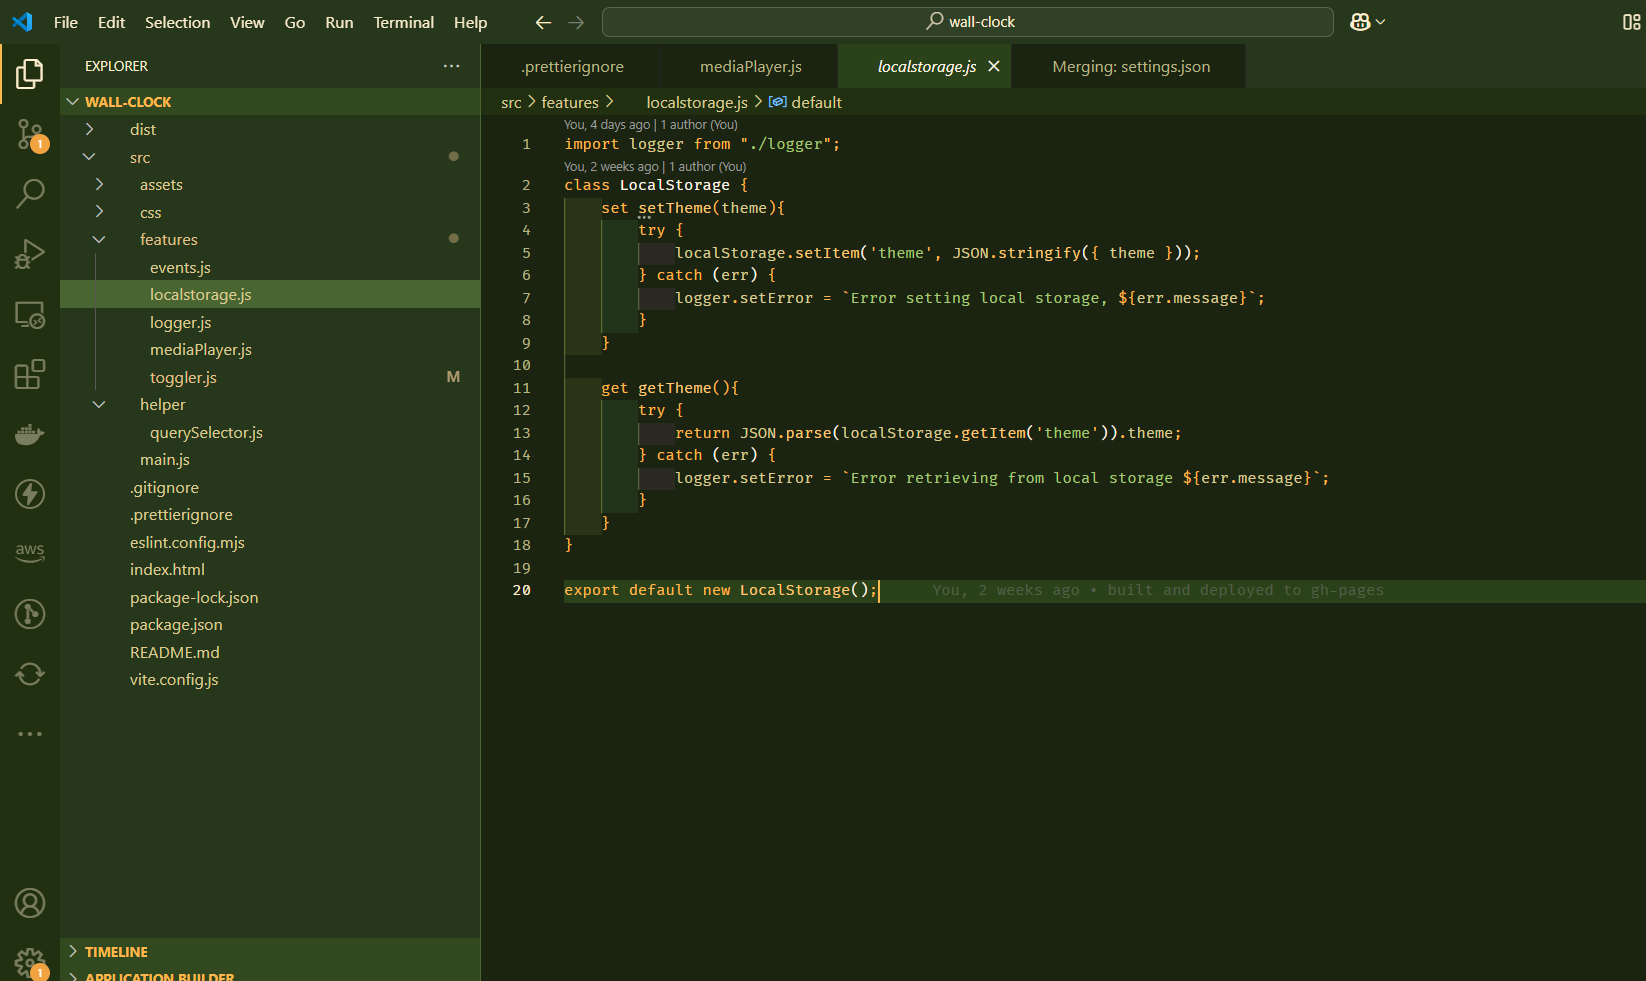 File Edit Selection View Go Run Terminal Help
wall-clock
EXPLORER
WALL-CLOCK
dist
src
assets
css
features
events.js
localstorage.js
logger.js
mediaPlayer.js
toggler.js M
helper
querySelector.js
main.js
.gitignore
.prettierignore
eslint.config.mjs
index.html
package-lock.json
package.json
README.md
vite.config.js
TIMELINE
APPLICATION BUILDER
aws
1
1
.prettierignore mediaPlayer.js localstorage.js Merging: settings.json
src > features > localstorage.js > default
You, 4 days ago | 1 author (You)
1 import logger from "./logger";
You, 2 weeks ago | 1 author (You)
2 class LocalStorage {
3 set setTheme(theme){
4 try {
5 localStorage.setItem('theme', JSON.stringify({ theme }));
6 } catch (err) {
7 logger.setError = `Error setting local storage, ${err.message}`;
8 }
9 }
10
11 get getTheme(){
12 try {
13 return JSON.parse(localStorage.getItem('theme')).theme;
14 } catch (err) {
15 logger.setError = `Error retrieving from local storage ${err.message}`;
16 }
17 }
18 }
19
20 export default new LocalStorage(); You, 2 weeks ago • built and deployed to gh-pages